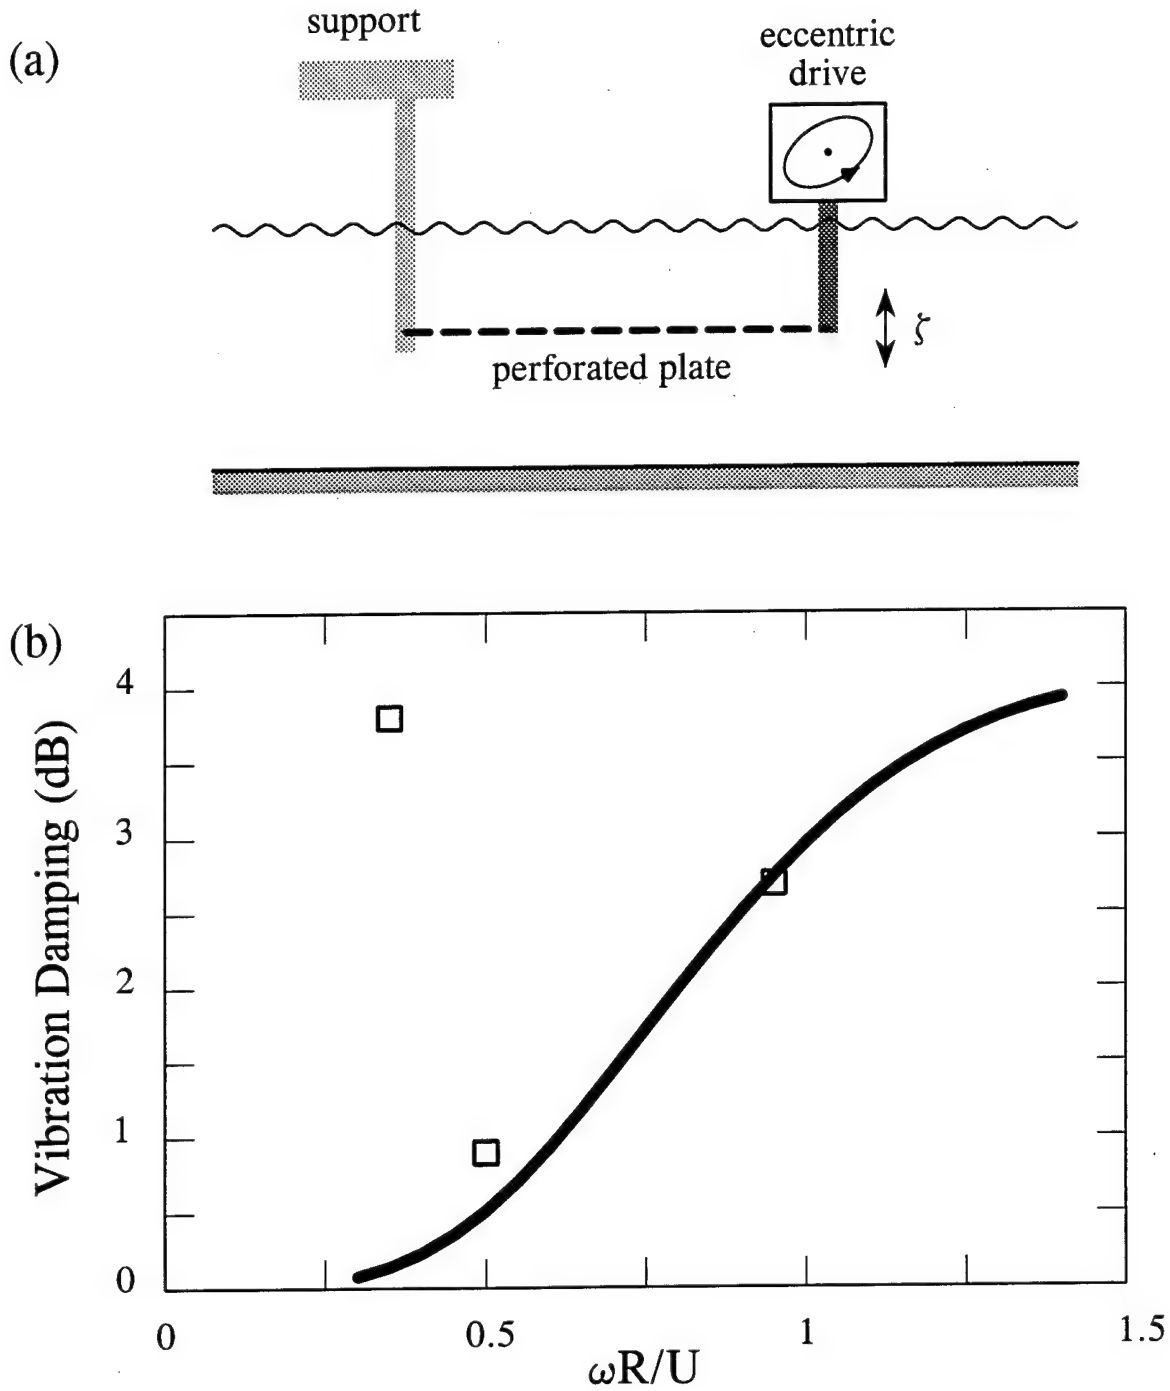 (a)
support
eccentric
drive
ζ
perforated plate
(b)
Vibration Damping (dB)
4
3
2
1
0
0
0.5
1
1.5
ωR/U